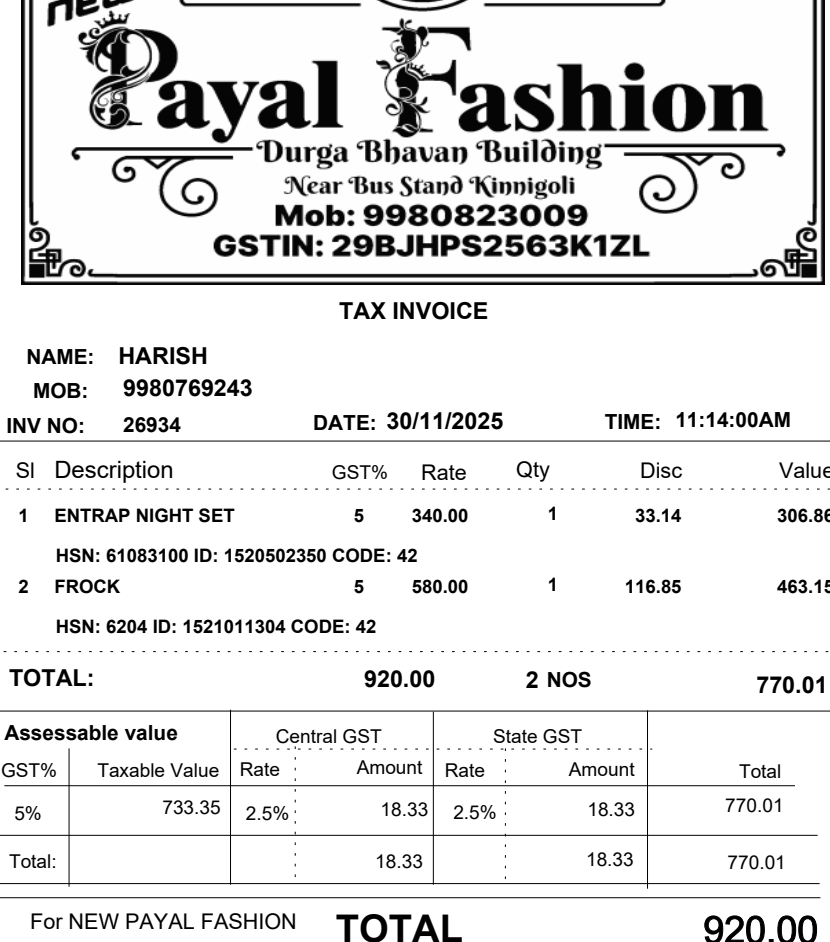 new
Payal Fashion
Durga Bhavan Building
Near Bus Stand Kinnigoli
Mob: 9980823009
GSTIN: 29BJHPS2563K1ZL
TAX INVOICE
NAME: HARISH
MOB: 9980769243
INV NO: 26934 DATE: 30/11/2025 TIME: 11:14:00AM
Sl Description GST% Rate Qty Disc Value
1 ENTRAP NIGHT SET 5 340.00 1 33.14 306.86
HSN: 61083100 ID: 1520502350 CODE: 42
2 FROCK 5 580.00 1 116.85 463.15
HSN: 6204 ID: 1521011304 CODE: 42
TOTAL: 920.00 2 NOS 770.01
Assessable value Central GST State GST
GST% Taxable Value Rate Amount Rate Amount Total
5% 733.35 2.5% 18.33 2.5% 18.33 770.01
Total: 18.33 18.33 770.01
For NEW PAYAL FASHION TOTAL 920.00